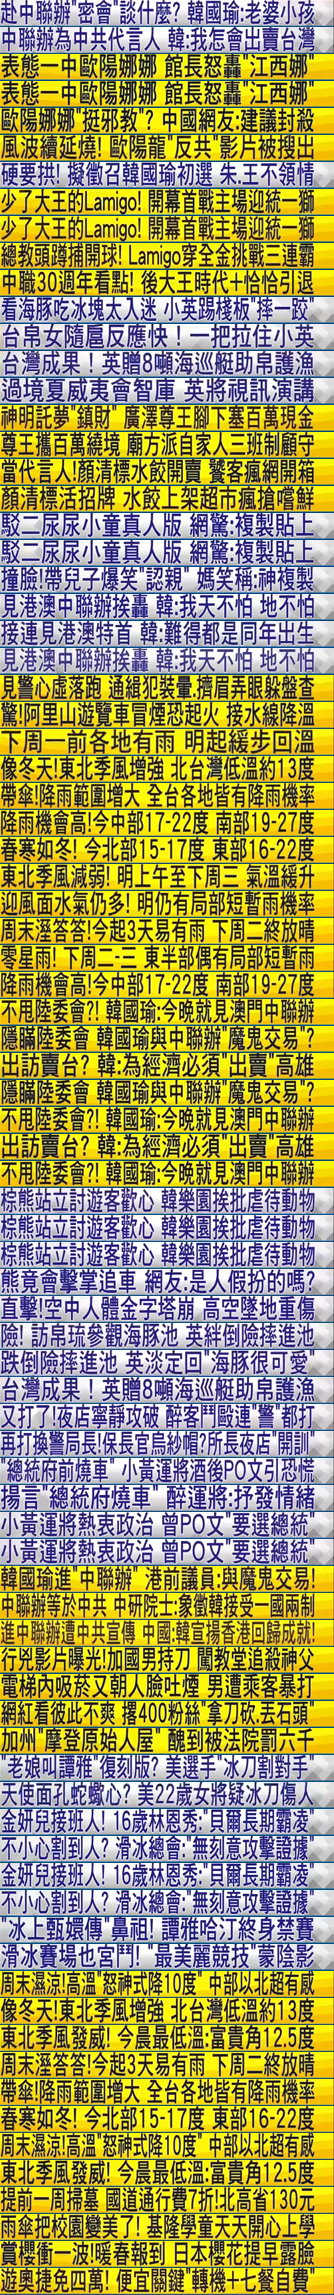 赴中聯辦"密會"談什麼? 韓國瑜:老婆小孩
中聯辦為中共代言人 韓:我怎會出賣台灣
表態一中歐陽娜娜 館長怒轟"江西娜"
表態一中歐陽娜娜 館長怒轟"江西娜"
歐陽娜娜"挺邪教"? 中國網友:建議封殺
風波續延燒! 歐陽龍"反共"影片被搜出
硬要拱! 擬徵召韓國瑜初選 朱.王不領情
少了大王的Lamigo! 開幕首戰主場迎統一獅
少了大王的Lamigo! 開幕首戰主場迎統一獅
總教頭蹲捕開球! Lamigo穿全金挑戰三連霸
中職30週年看點! 後大王時代+恰恰引退
看海豚吃冰塊太入迷 小英踢棧板"摔一跤"
台帛女隨扈反應快！一把拉住小英
台灣成果！英贈8噸海巡艇助帛護漁
過境夏威夷會智庫 英將視訊演講
神明託夢"鎮財" 廣澤尊王腳下塞百萬現金
尊王攜百萬繞境 廟方派自家人三班制顧守
當代言人!顏清標水餃開賣 饕客瘋網開箱
顏清標活招牌 水餃上架超市瘋搶嚐鮮
駁二尿尿小童真人版 網驚:複製貼上
駁二尿尿小童真人版 網驚:複製貼上
撞臉!帶兒子爆笑"認親" 媽笑稱:神複製
見港澳中聯辦挨轟 韓:我天不怕 地不怕
接連見港澳特首 韓:難得都是同年出生
見港澳中聯辦挨轟 韓:我天不怕 地不怕
見警心虛落跑 通緝犯裝暈.擠眉弄眼躲盤查
驚!阿里山遊覽車冒煙恐起火 接水線降溫
下周一前各地有雨 明起緩步回溫
像冬天!東北季風增強 北台灣低溫約13度
帶傘!降雨範圍增大 全台各地皆有降雨機率
降雨機會高!今中部17-22度 南部19-27度
春寒如冬! 今北部15-17度 東部16-22度
東北季風減弱! 明上午至下周三 氣溫緩升
迎風面水氣仍多! 明仍有局部短暫雨機率
周末溼答答!今起3天易有雨 下周二終放晴
零星雨! 下周二-三 東半部偶有局部短暫雨
降雨機會高!今中部17-22度 南部19-27度
不甩陸委會?! 韓國瑜:今晚就見澳門中聯辦
隱瞞陸委會 韓國瑜與中聯辦"魔鬼交易"?
出訪賣台? 韓:為經濟必須"出賣"高雄
隱瞞陸委會 韓國瑜與中聯辦"魔鬼交易"?
不甩陸委會?! 韓國瑜:今晚就見澳門中聯辦
出訪賣台? 韓:為經濟必須"出賣"高雄
不甩陸委會?! 韓國瑜:今晚就見澳門中聯辦
棕熊站立討遊客歡心 韓樂園挨批虐待動物
棕熊站立討遊客歡心 韓樂園挨批虐待動物
棕熊站立討遊客歡心 韓樂園挨批虐待動物
熊竟會擊掌追車 網友:是人假扮的嗎?
直擊!空中人體金字塔崩 高空墜地重傷
險! 訪帛琉參觀海豚池 英絆倒險摔進池
跌倒險摔進池 英淡定回"海豚很可愛"
台灣成果！英贈8噸海巡艇助帛護漁
又打了!夜店寧靜攻破 醉客鬥毆連"警"都打
再打換警局長!保長官烏紗帽?所長夜店"開訓"
"總統府前燒車" 小黃運將酒後PO文引恐慌
揚言"總統府燒車" 醉運將:抒發情緒
小黃運將熱衷政治 曾PO文"要選總統"
小黃運將熱衷政治 曾PO文"要選總統"
韓國瑜進"中聯辦" 港前議員:與魔鬼交易!
中聯辦等於中共 中研院士:象徵韓接受一國兩制
進中聯辦遭中共宣傳 中國:韓宣揚香港回歸成就!
行兇影片曝光!加國男持刀 闖教堂追殺神父
電梯內吸菸又朝人臉吐煙 男遭乘客暴打
網紅看彼此不爽 撂400粉絲"拿刀砍.丟石頭"
加州"摩登原始人屋" 醜到被法院罰六千
"老娘叫譚雅"復刻版? 美選手"冰刀割對手"
天使面孔蛇蠍心? 美22歲女將疑冰刀傷人
金妍兒接班人! 16歲林恩秀:"貝爾長期霸凌"
不小心割到人? 滑冰總會:"無刻意攻擊證據"
金妍兒接班人! 16歲林恩秀:"貝爾長期霸凌"
不小心割到人? 滑冰總會:"無刻意攻擊證據"
"冰上甄嬛傳"鼻祖! 譚雅哈汀終身禁賽
滑冰賽場也宮鬥! "最美麗競技"蒙陰影
周末濕涼!高溫"怒神式降10度" 中部以北超有感
像冬天!東北季風增強 北台灣低溫約13度
東北季風發威! 今晨最低溫:富貴角12.5度
周末溼答答!今起3天易有雨 下周二終放晴
帶傘!降雨範圍增大 全台各地皆有降雨機率
春寒如冬! 今北部15-17度 東部16-22度
周末濕涼!高溫"怒神式降10度" 中部以北超有感
東北季風發威! 今晨最低溫:富貴角12.5度
提前一周掃墓 國道通行費7折!北高省130元
雨傘把校園變美了! 基隆學童天天開心上學
賞櫻衝一波!暖春報到 日本櫻花提早露臉
遊奧捷免四萬! 便宜關鍵"轉機+七餐自費"